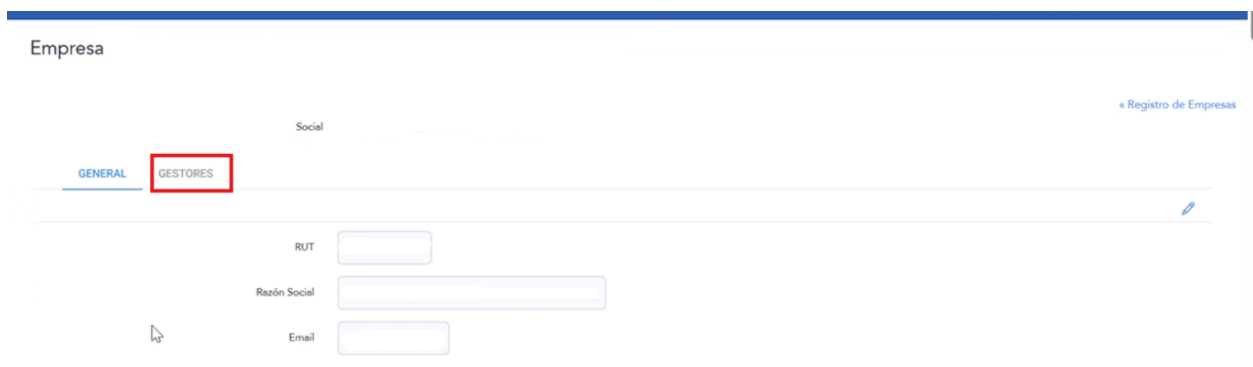 Empresa
« Registro de Empresas
Social
GENERAL GESTORES
RUT
Razón Social
Email